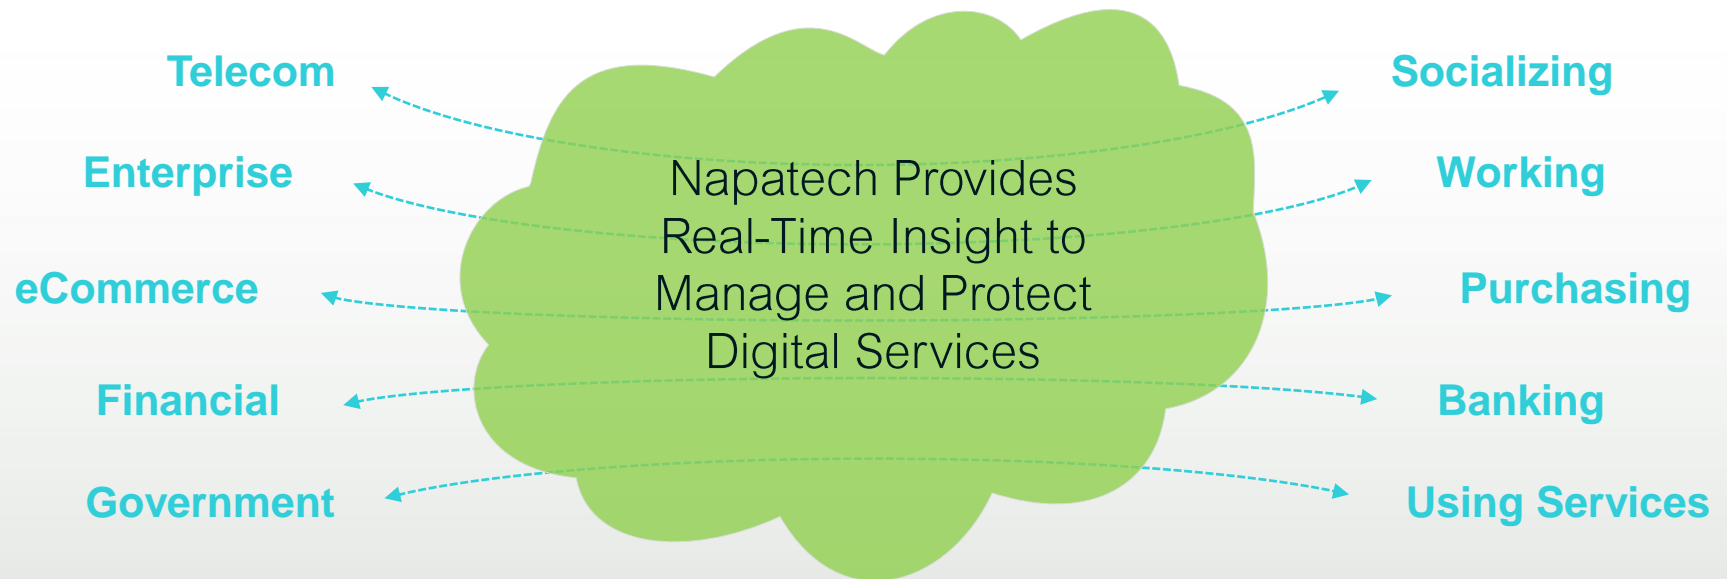 Telecom
Enterprise
eCommerce
Financial
Government
Napatech Provides
Real-Time Insight to
Manage and Protect
Digital Services
Socializing
Working
Purchasing
Banking
Using Services